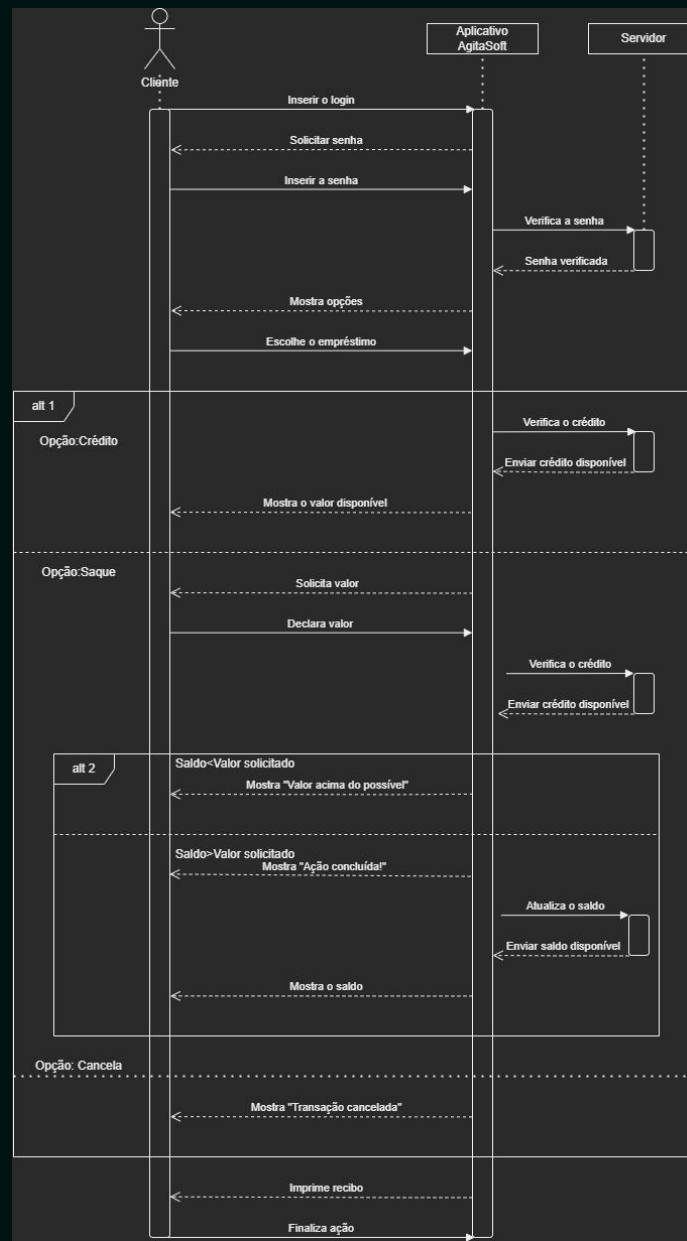 Cliente
Aplicativo
AgitaSoft
Servidor
Inserir o login
Solicitar senha
Inserir a senha
Verifica a senha
Senha verificada
Mostra opções
Escolhe o empréstimo
alt 1
Opção:Crédito
Verifica o crédito
Enviar crédito disponível
Mostra o valor disponível
Opção:Saque
Solicita valor
Declara valor
Verifica o crédito
Enviar crédito disponível
alt 2
Saldo<Valor solicitado
Mostra "Valor acima do possível"
Saldo>Valor solicitado
Mostra "Ação concluída!"
Atualiza o saldo
Enviar saldo disponível
Mostra o saldo
Opção: Cancela
Mostra "Transação cancelada"
Imprime recibo
Finaliza ação